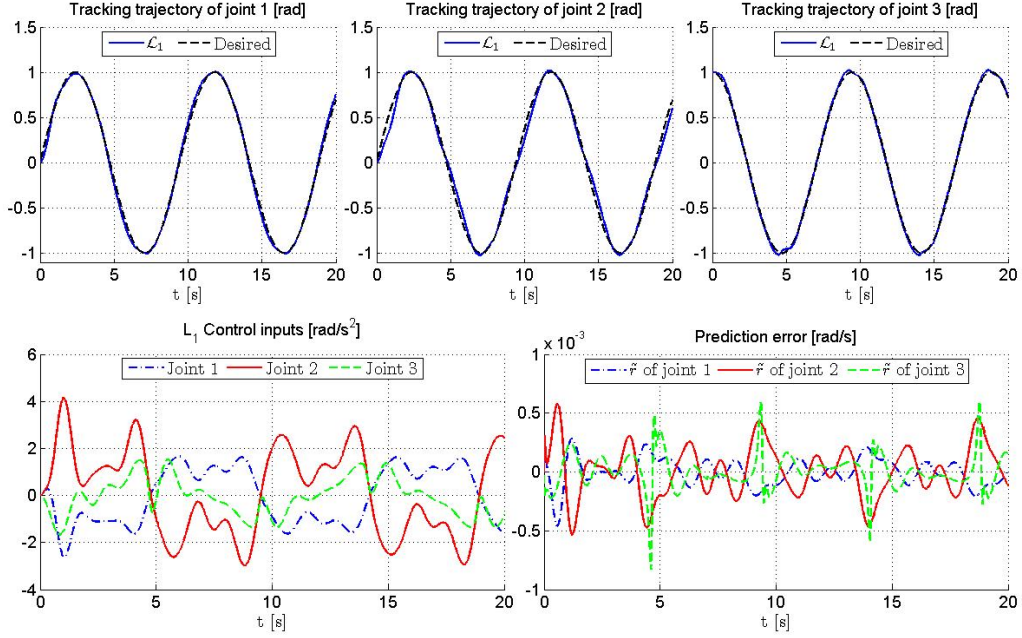 Tracking trajectory of joint 1 [rad]
Tracking trajectory of joint 2 [rad]
Tracking trajectory of joint 3 [rad]
1.5
1
0.5
0
-0.5
-1
ℒ₁ Desired
0 5 10 15 20
t [s]
1.5
1
0.5
0
-0.5
-1
ℒ₁ Desired
0 5 10 15 20
t [s]
1.5
1
0.5
0
-0.5
-1
ℒ₁ Desired
0 5 10 15 20
t [s]
L₁ Control inputs [rad/s²]
6
4
2
0
-2
-4
Joint 1 Joint 2 Joint 3
0 5 10 15 20
t [s]
x 10⁻³
Prediction error [rad/s]
1
0.5
0
-0.5
-1
r̃ of joint 1 r̃ of joint 2 r̃ of joint 3
0 5 10 15 20
t [s]